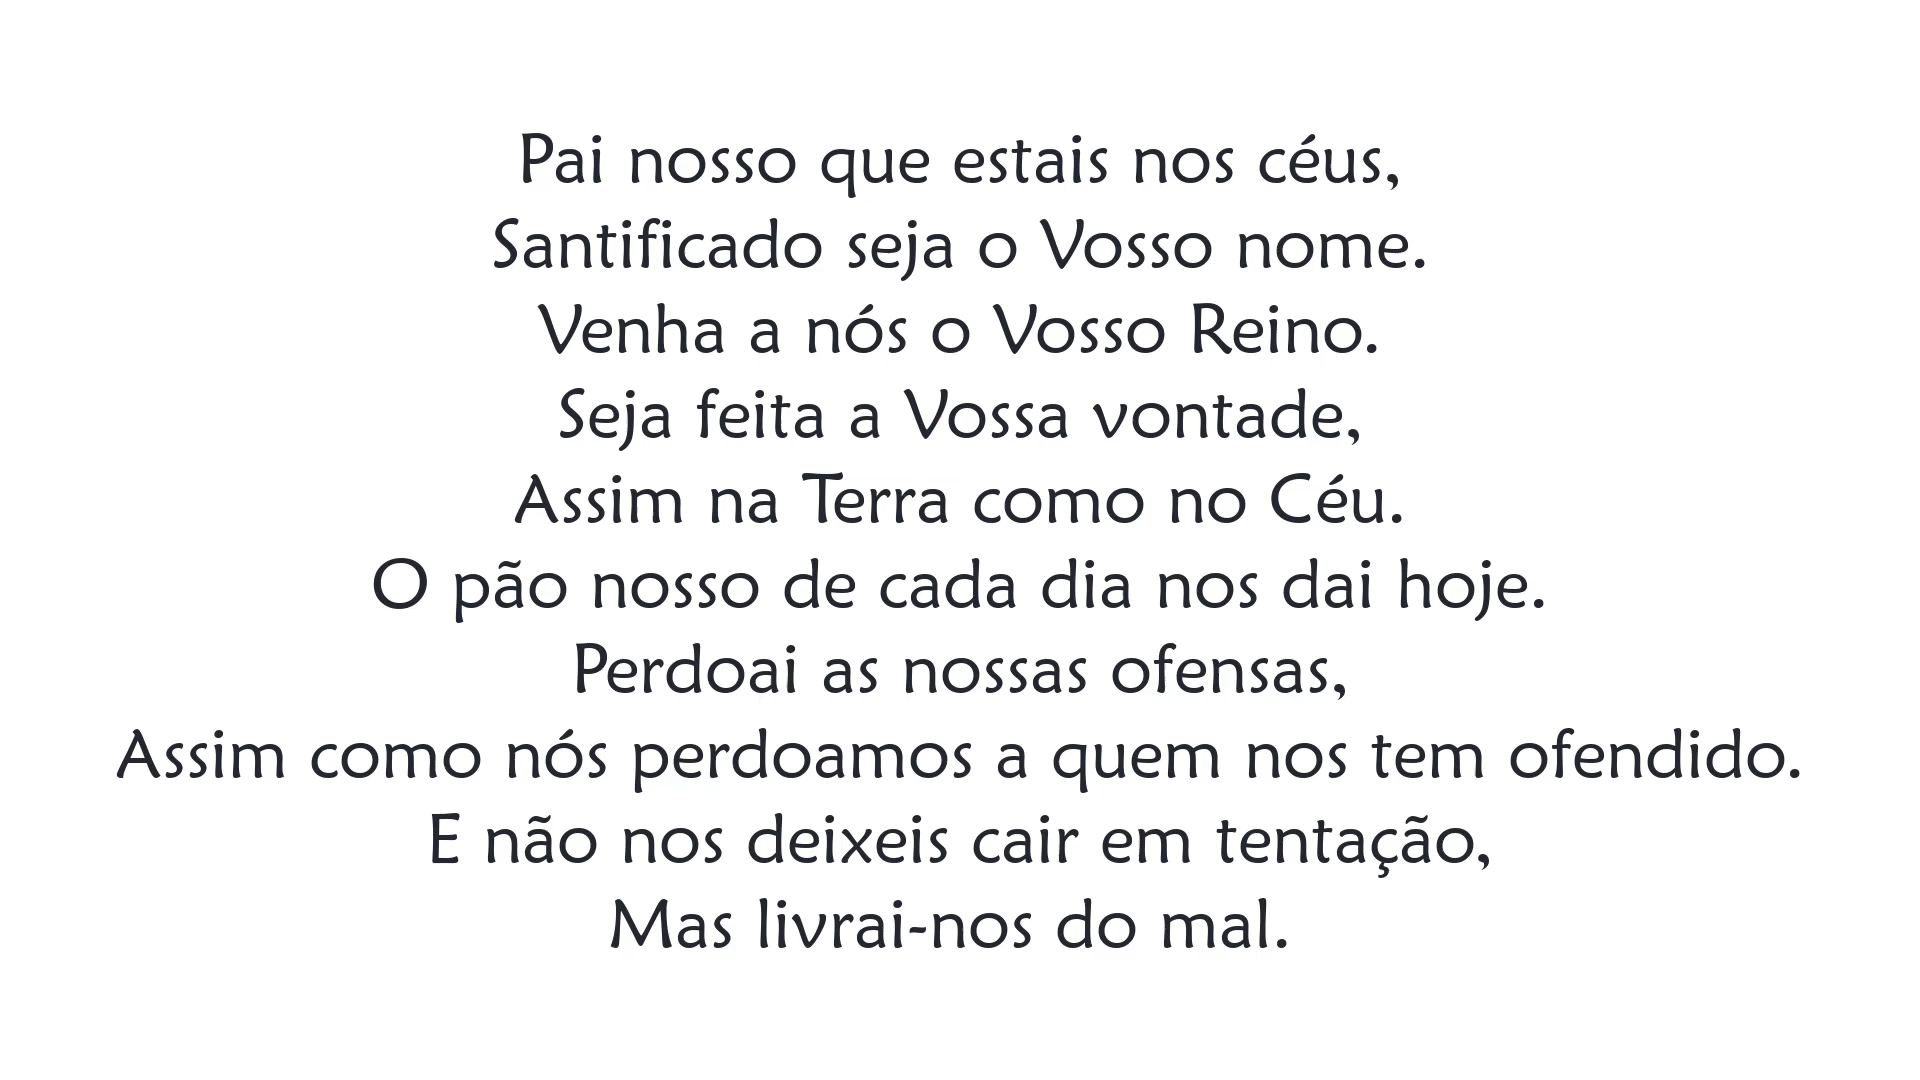 Pai nosso que estais nos céus,
Santificado seja o Vosso nome.
Venha a nós o Vosso Reino.
Seja feita a Vossa vontade,
Assim na Terra como no Céu.
O pão nosso de cada dia nos dai hoje.
Perdoai as nossas ofensas,
Assim como nós perdoamos a quem nos tem ofendido.
E não nos deixeis cair em tentação,
Mas livrai-nos do mal.